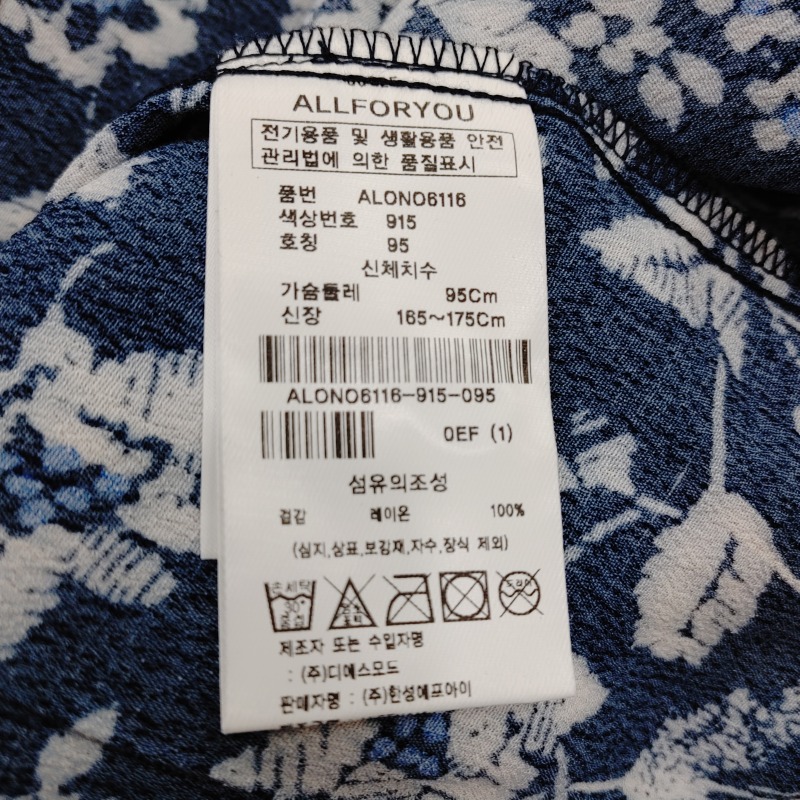 ALLFORYOU
전기용품 및 생활용품 안전
관리법에 의한 품질표시
품번 ALONO6116
색상번호 915
호칭 95
신체치수
가슴둘레 95Cm
신장 165~175Cm
ALONO6116-915-095
OEF (1)
섬유의조성
겉감 레이온 100%
(심지,상표,보강재,자수,장식 제외)
손세탁 30° 중성
제조자 또는 수입자명
: (주)디에스모드
판매자명 : (주)한성에프아이